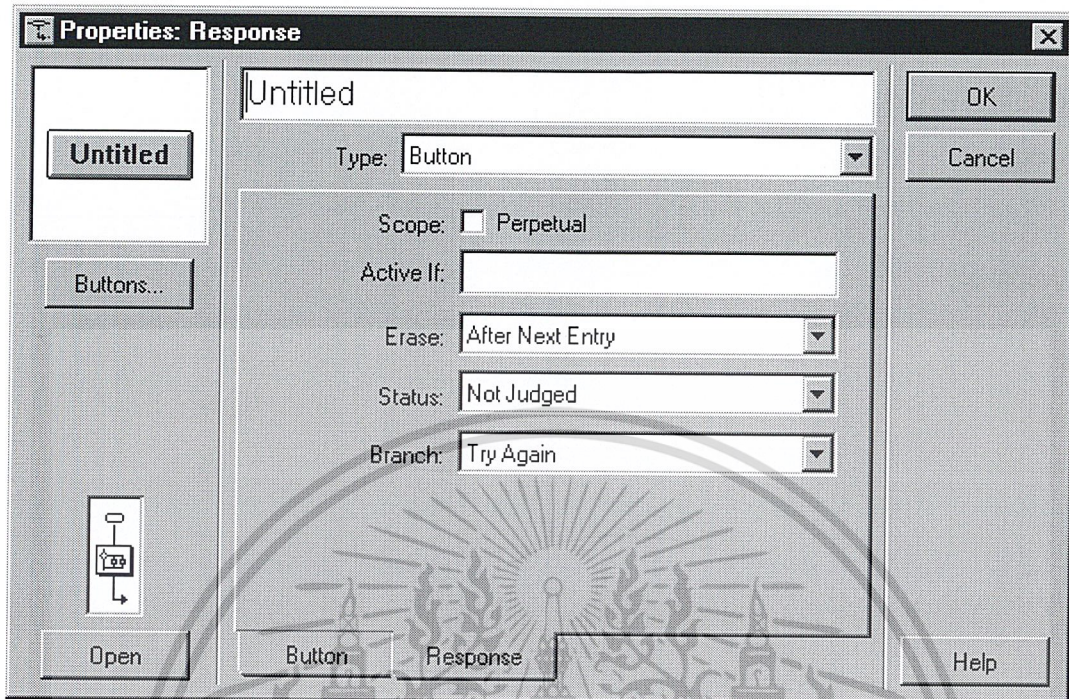 Properties: Response
Untitled
Untitled
Type: Button
Scope: Perpetual
Active If:
Erase: After Next Entry
Status: Not Judged
Branch: Try Again
OK
Cancel
Buttons...
Open
Button
Response
Help